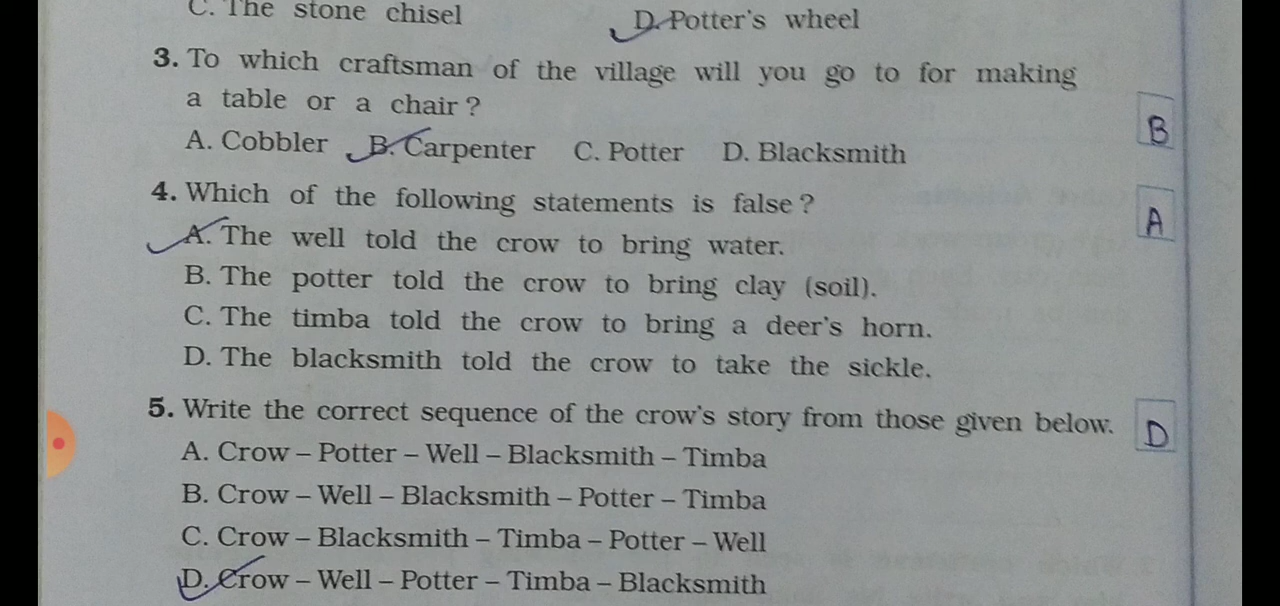 C. The stone chisel D. Potter's wheel
3. To which craftsman of the village will you go to for making
a table or a chair ?
A. Cobbler B. Carpenter C. Potter D. Blacksmith
B
4. Which of the following statements is false ?
A
A. The well told the crow to bring water.
B. The potter told the crow to bring clay (soil).
C. The timba told the crow to bring a deer's horn.
D. The blacksmith told the crow to take the sickle.
5. Write the correct sequence of the crow's story from those given below.
D
A. Crow – Potter – Well – Blacksmith – Timba
B. Crow – Well – Blacksmith – Potter – Timba
C. Crow – Blacksmith – Timba – Potter – Well
D. Crow – Well – Potter – Timba – Blacksmith